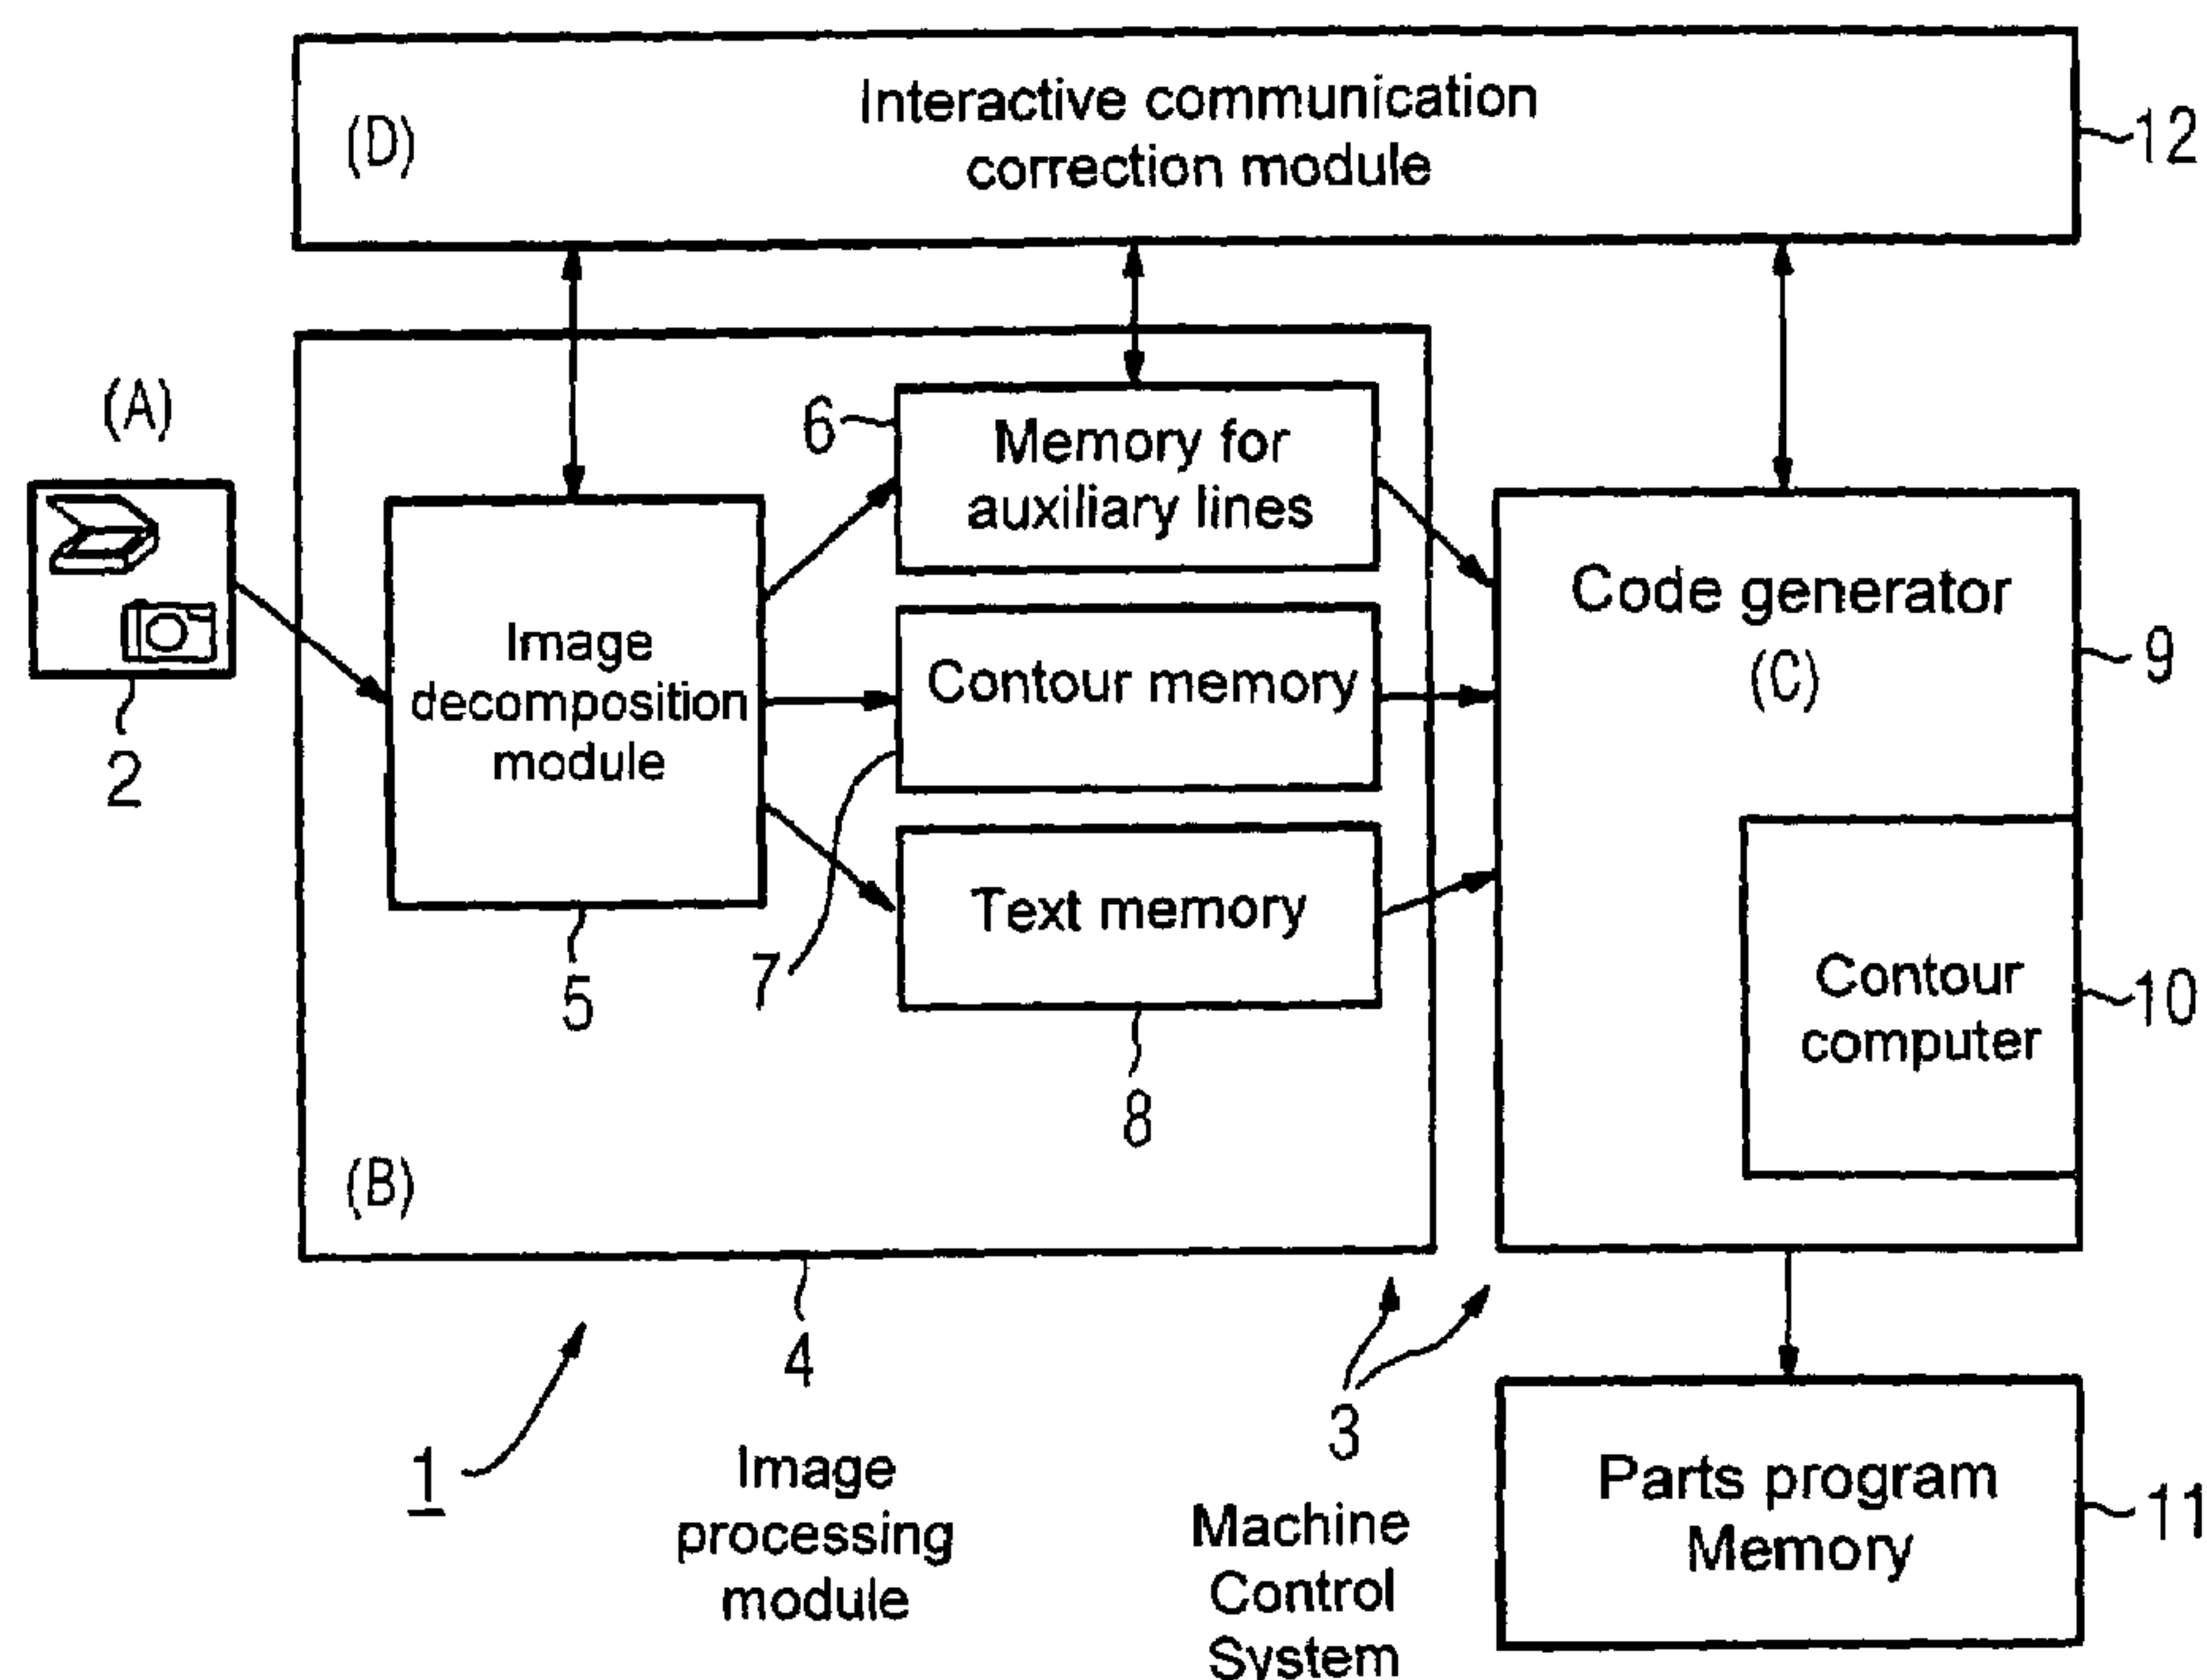 Interactive communication
(D)
correction module
12
(A)
6
Memory for
auxiliary lines
Code generator
(C)
9
Image
decomposition
module
Contour memory
2
Text memory
7
5
8
Contour
computer
10
(B)
4
3
1
Image
processing
module
Machine
Control
System
Parts program
Memory
11